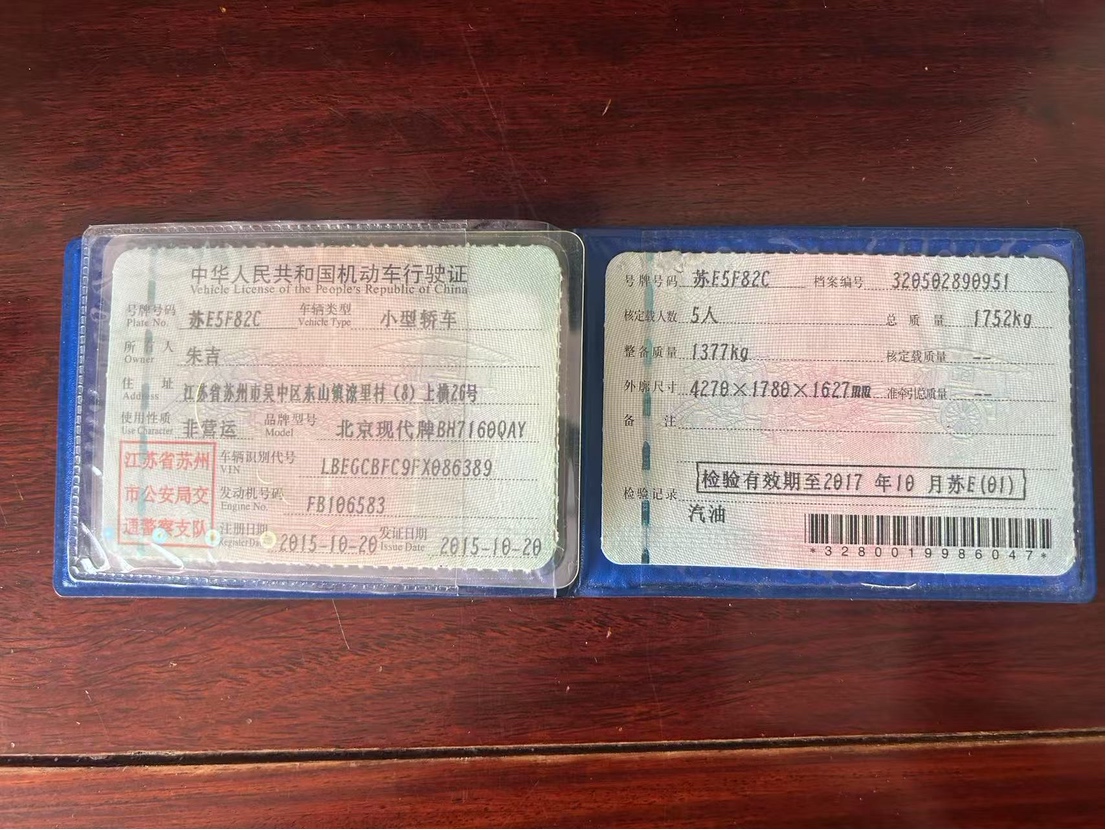 中华人民共和国机动车行驶证
Vehicle License of the People's Republic of China
号牌号码 苏E5F82C 车辆类型 小型轿车
Plate No. Vehicle Type
所有人 朱吉
Owner
住址 江苏省苏州市吴中区东山镇潦里村（8）上横26号
Address
使用性质 非营运 品牌型号 北京现代牌BH7160QAY
Use Character Model
江苏省苏州
市公安局交
通警察支队
车辆识别代号 LBEGCBFC9FX086389
VIN
发动机号码 FB106583
Engine No.
注册日期 2015-10-20 发证日期 2015-10-20
Register Date Issue Date
号牌号码 苏E5F82C 档案编号 320502890951
核定载人数 5人 总质量 1752kg
整备质量 1377kg 核定载质量 --
外廓尺寸 4270×1780×1627mm 准牵引总质量 --
备注
检验记录 检验有效期至2017年10月苏E(01)
汽油
*3280019986047*